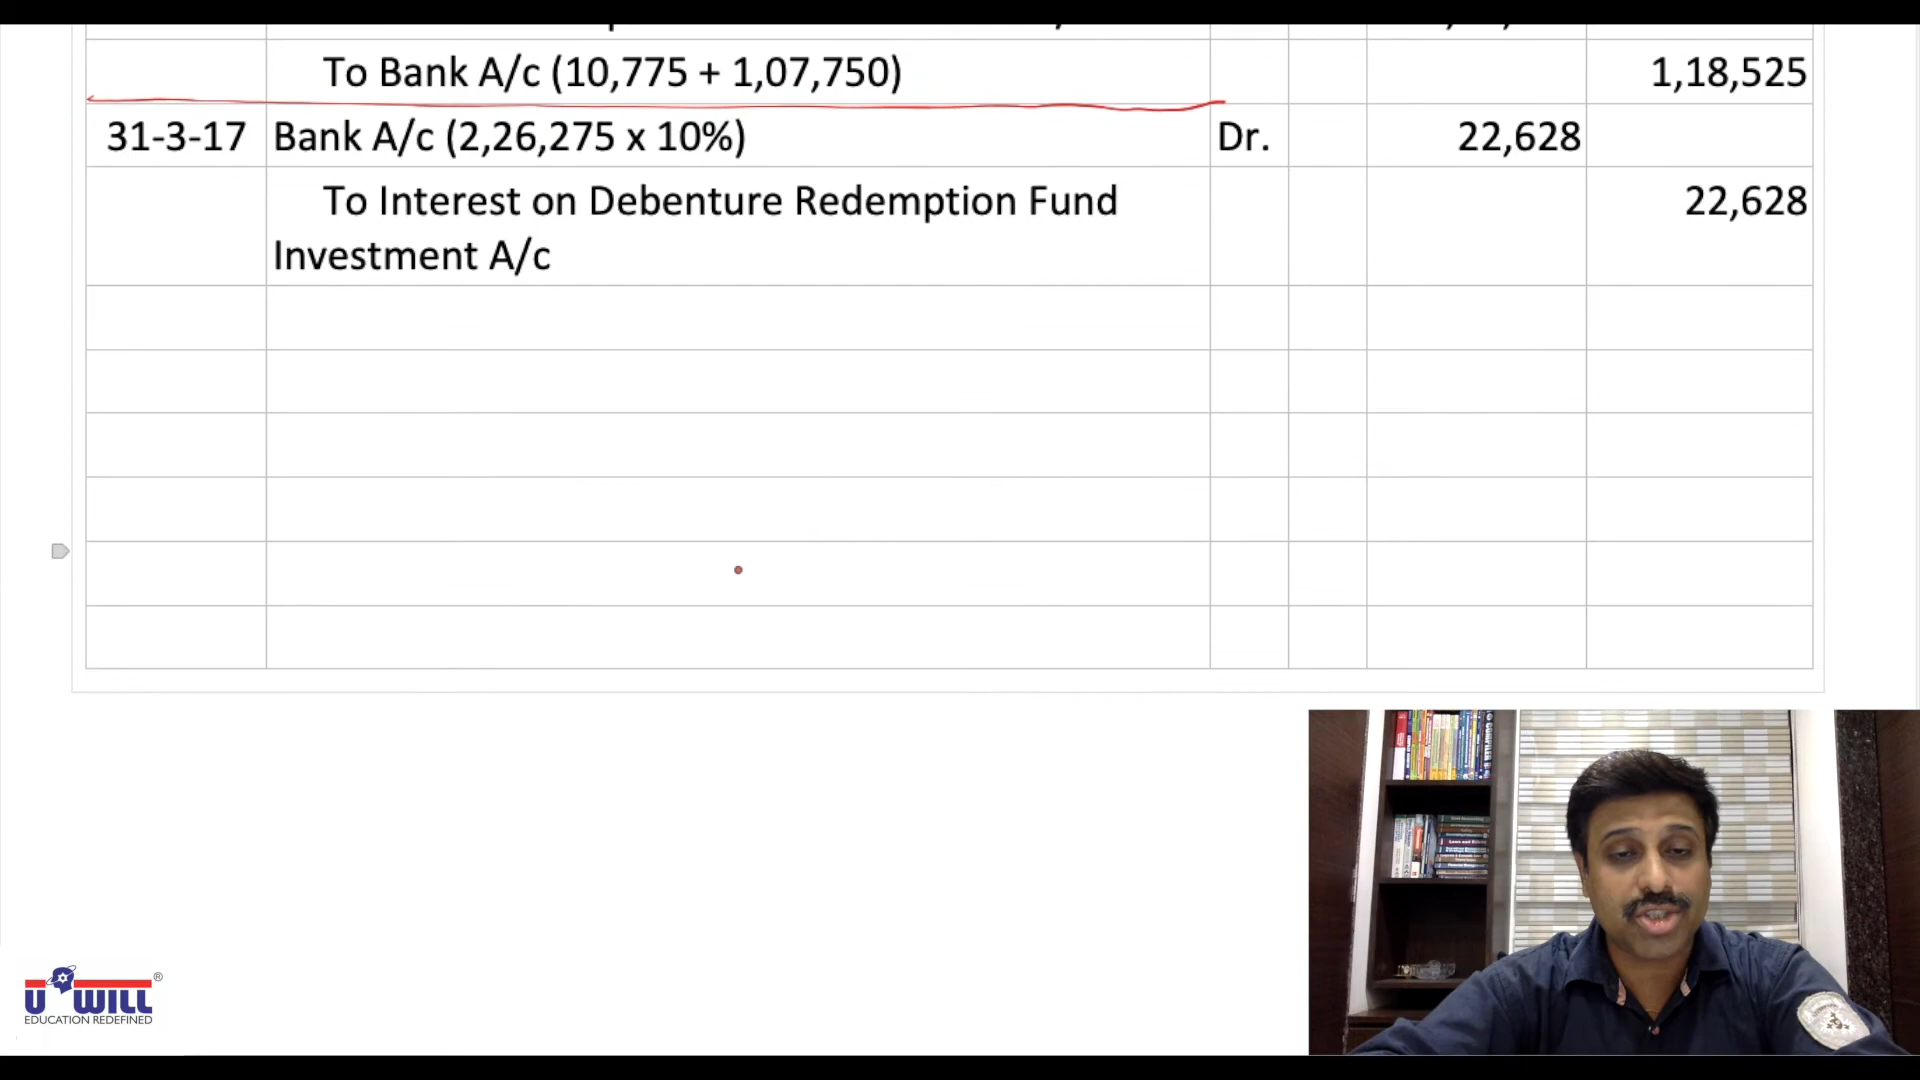 To Bank A/c (10,775 + 1,07,750) 1,18,525
31-3-17 Bank A/c (2,26,275 x 10%) Dr. 22,628
To Interest on Debenture Redemption Fund 22,628
Investment A/c
U WILL ®
EDUCATION REDEFINED